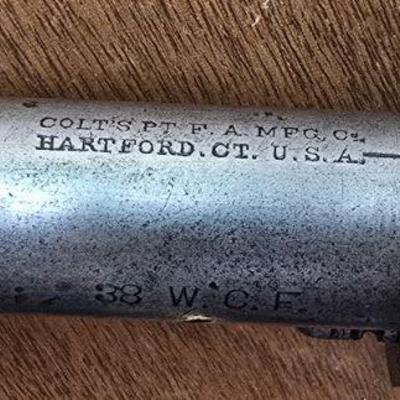 COLT'S PT. F. A. MFG. Co.
HARTFORD. CT. U. S. A.
38 W. C. F.